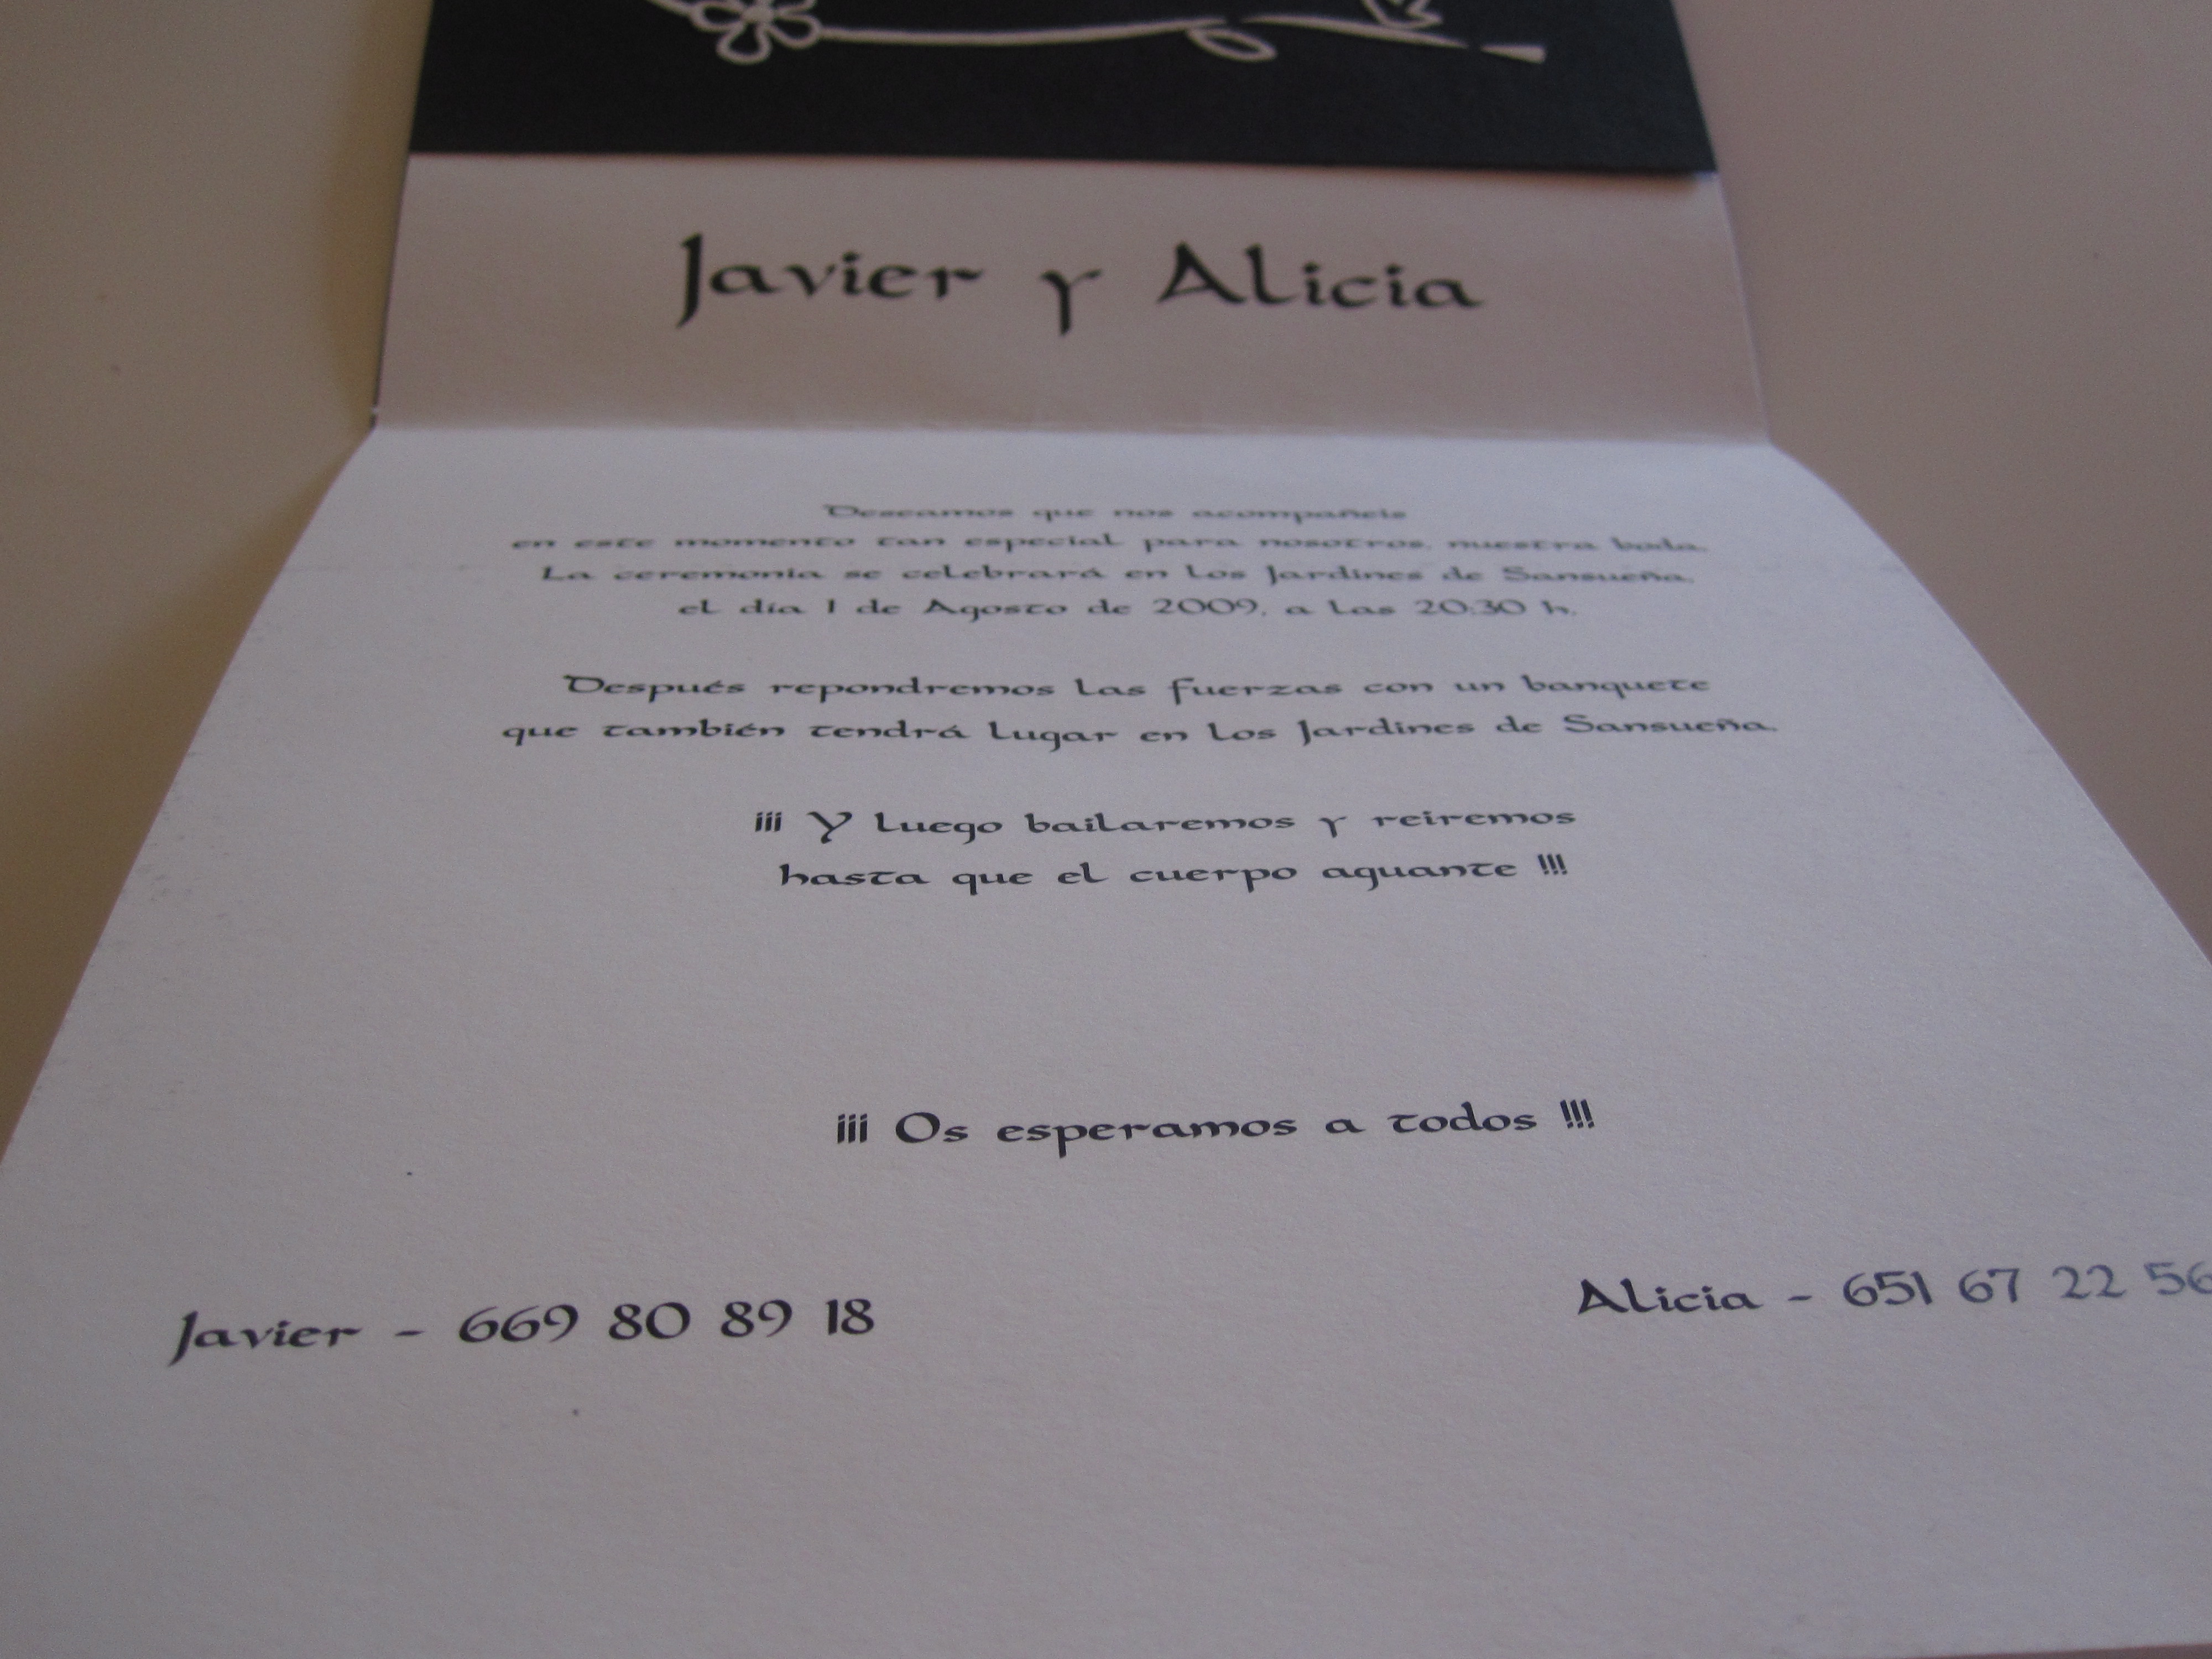 Javier y Alicia
Deseamos que nos acompañeis
en este momento tan especial para nosotros, nuestra boda.
La ceremonia se celebrará en los Jardines de Sansueña,
el día 1 de Agosto de 2009, a las 20:30 h.
Después repondremos las fuerzas con un banquete
que también tendrá lugar en los Jardines de Sansueña.
¡¡¡ Y luego bailaremos y reiremos
hasta que el cuerpo aguante !!!
¡¡¡ Os esperamos a todos !!!
Javier - 669 80 89 18
Alicia - 651 67 22 56